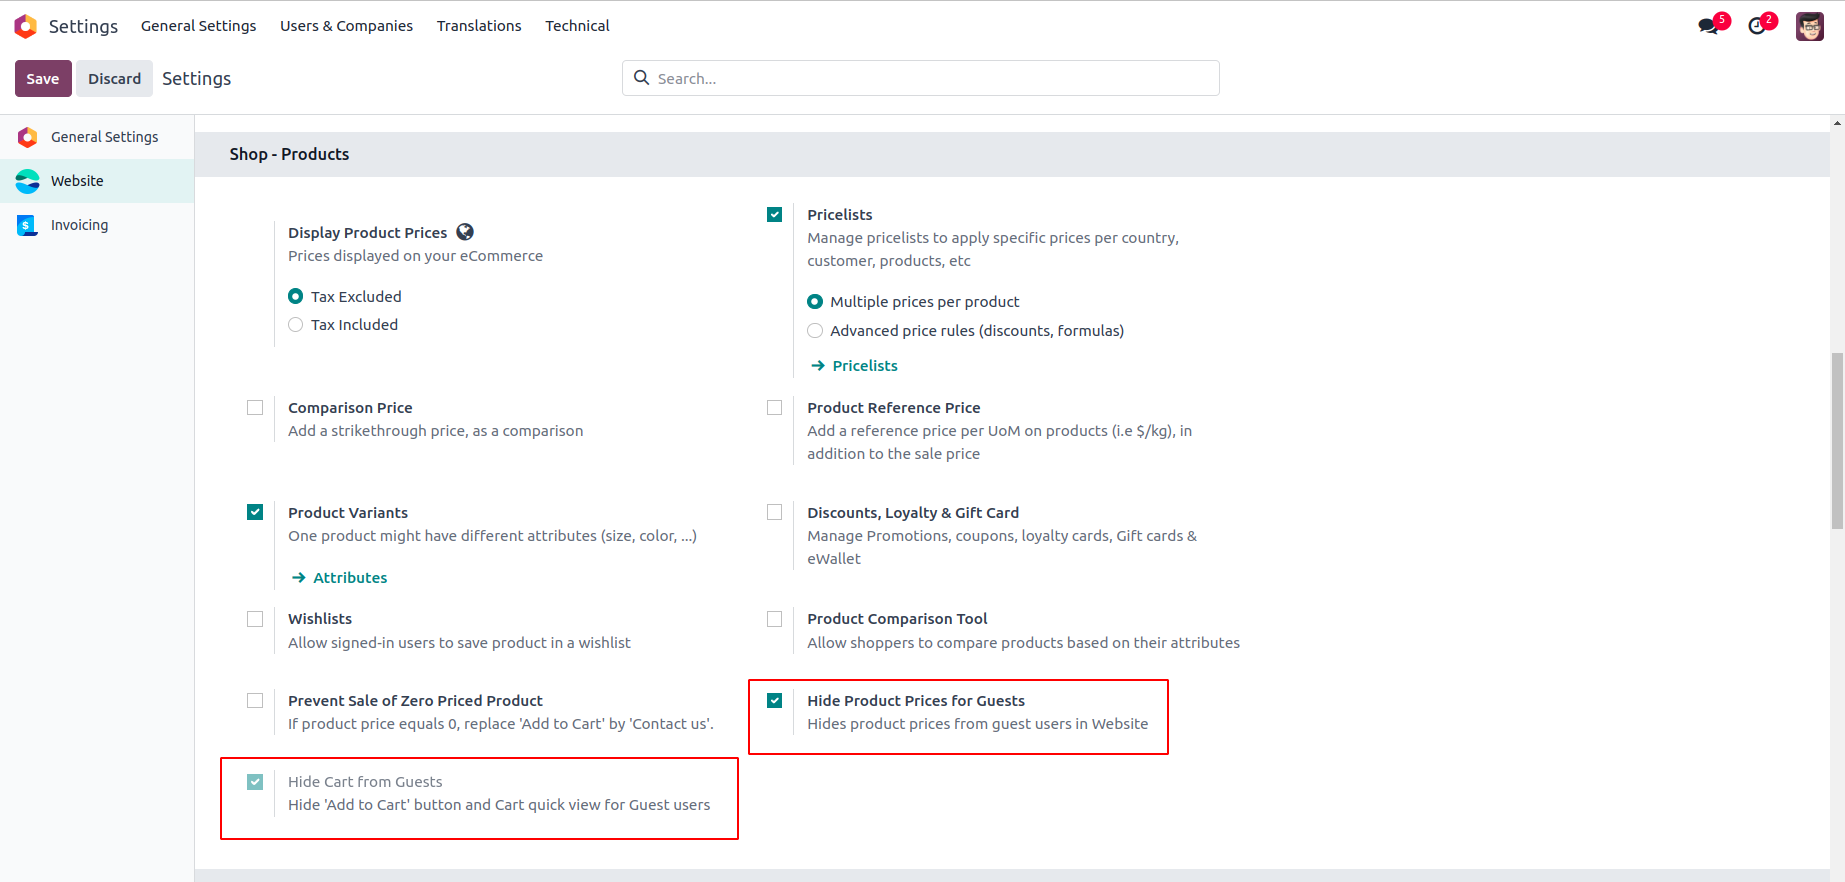 Settings General Settings Users & Companies Translations Technical 5 2
Save Discard Settings Search...
General Settings
Website
Invoicing
Shop - Products
Display Product Prices
Prices displayed on your eCommerce
Tax Excluded
Tax Included
Pricelists
Manage pricelists to apply specific prices per country,
customer, products, etc
Multiple prices per product
Advanced price rules (discounts, formulas)
Pricelists
Comparison Price
Add a strikethrough price, as a comparison
Product Reference Price
Add a reference price per UoM on products (i.e $/kg), in
addition to the sale price
Product Variants
One product might have different attributes (size, color, ...)
Attributes
Discounts, Loyalty & Gift Card
Manage Promotions, coupons, loyalty cards, Gift cards &
eWallet
Wishlists
Allow signed-in users to save product in a wishlist
Product Comparison Tool
Allow shoppers to compare products based on their attributes
Prevent Sale of Zero Priced Product
If product price equals 0, replace 'Add to Cart' by 'Contact us'.
Hide Product Prices for Guests
Hides product prices from guest users in Website
Hide Cart from Guests
Hide 'Add to Cart' button and Cart quick view for Guest users